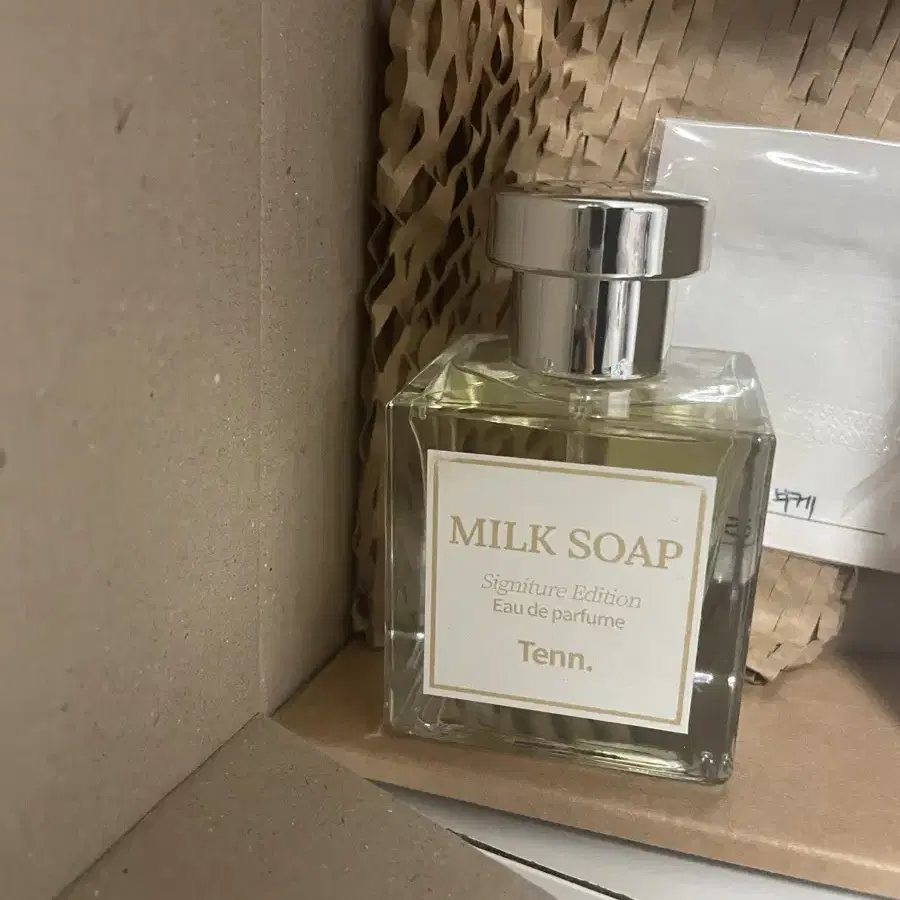 MILK SOAP
Signiture Edition
Eau de parfume
Tenn.